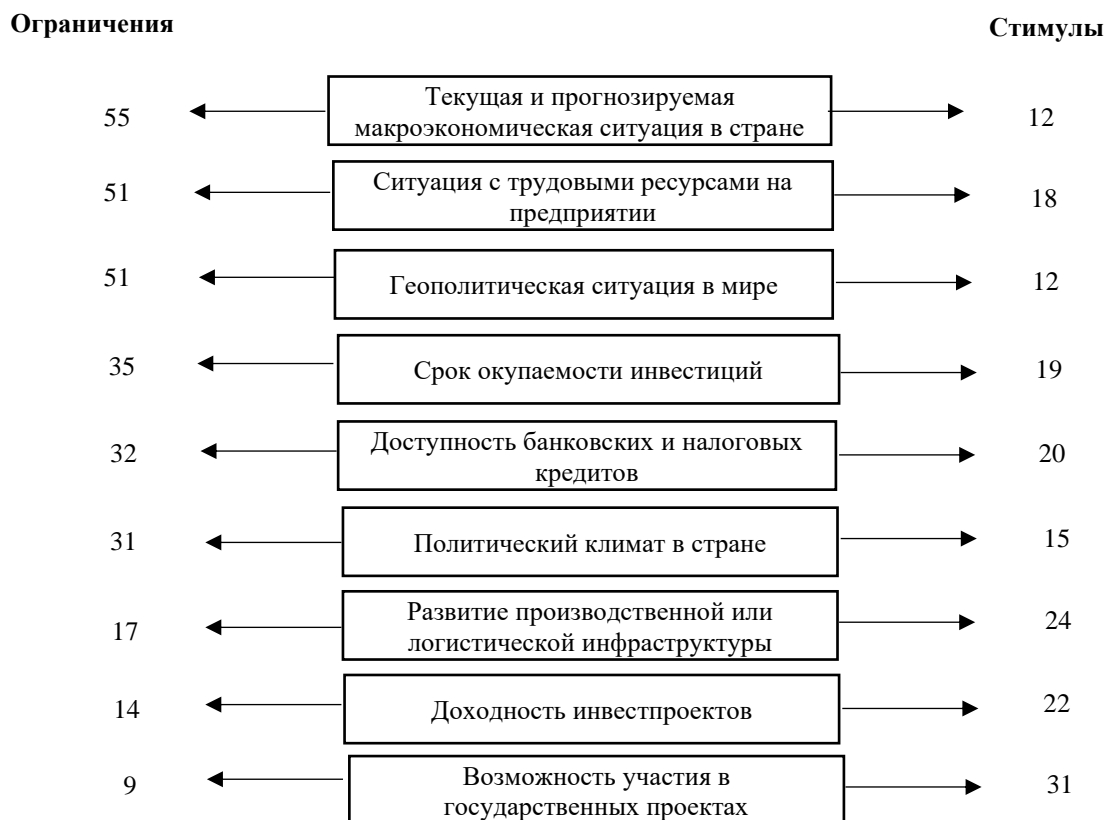 Ограничения
Стимулы
55
Текущая и прогнозируемая
макроэкономическая ситуация в стране
12
51
Ситуация с трудовыми ресурсами на
предприятии
18
51
Геополитическая ситуация в мире
12
35
Срок окупаемости инвестиций
19
32
Доступность банковских и налоговых
кредитов
20
31
Политический климат в стране
15
17
Развитие производственной или
логистической инфраструктуры
24
14
Доходность инвестпроектов
22
9
Возможность участия в
государственных проектах
31